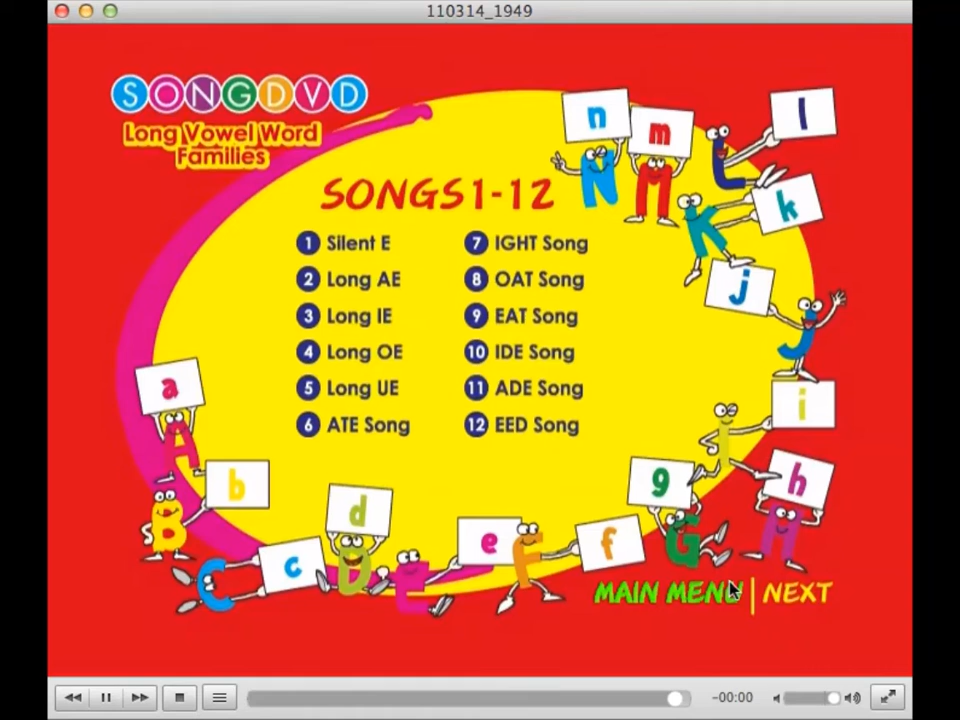 110314_1949
SONGDVD
Long Vowel Word
Families
SONGS 1-12
1 Silent E
2 Long AE
3 Long IE
4 Long OE
5 Long UE
6 ATE Song
7 IGHT Song
8 OAT Song
9 EAT Song
10 IDE Song
11 ADE Song
12 EED Song
n
m
l
k
j
i
h
g
f
e
d
c
b
a
N
M
L
K
J
I
H
G
F
E
D
C
B
A
MAIN MENU | NEXT
-00:00